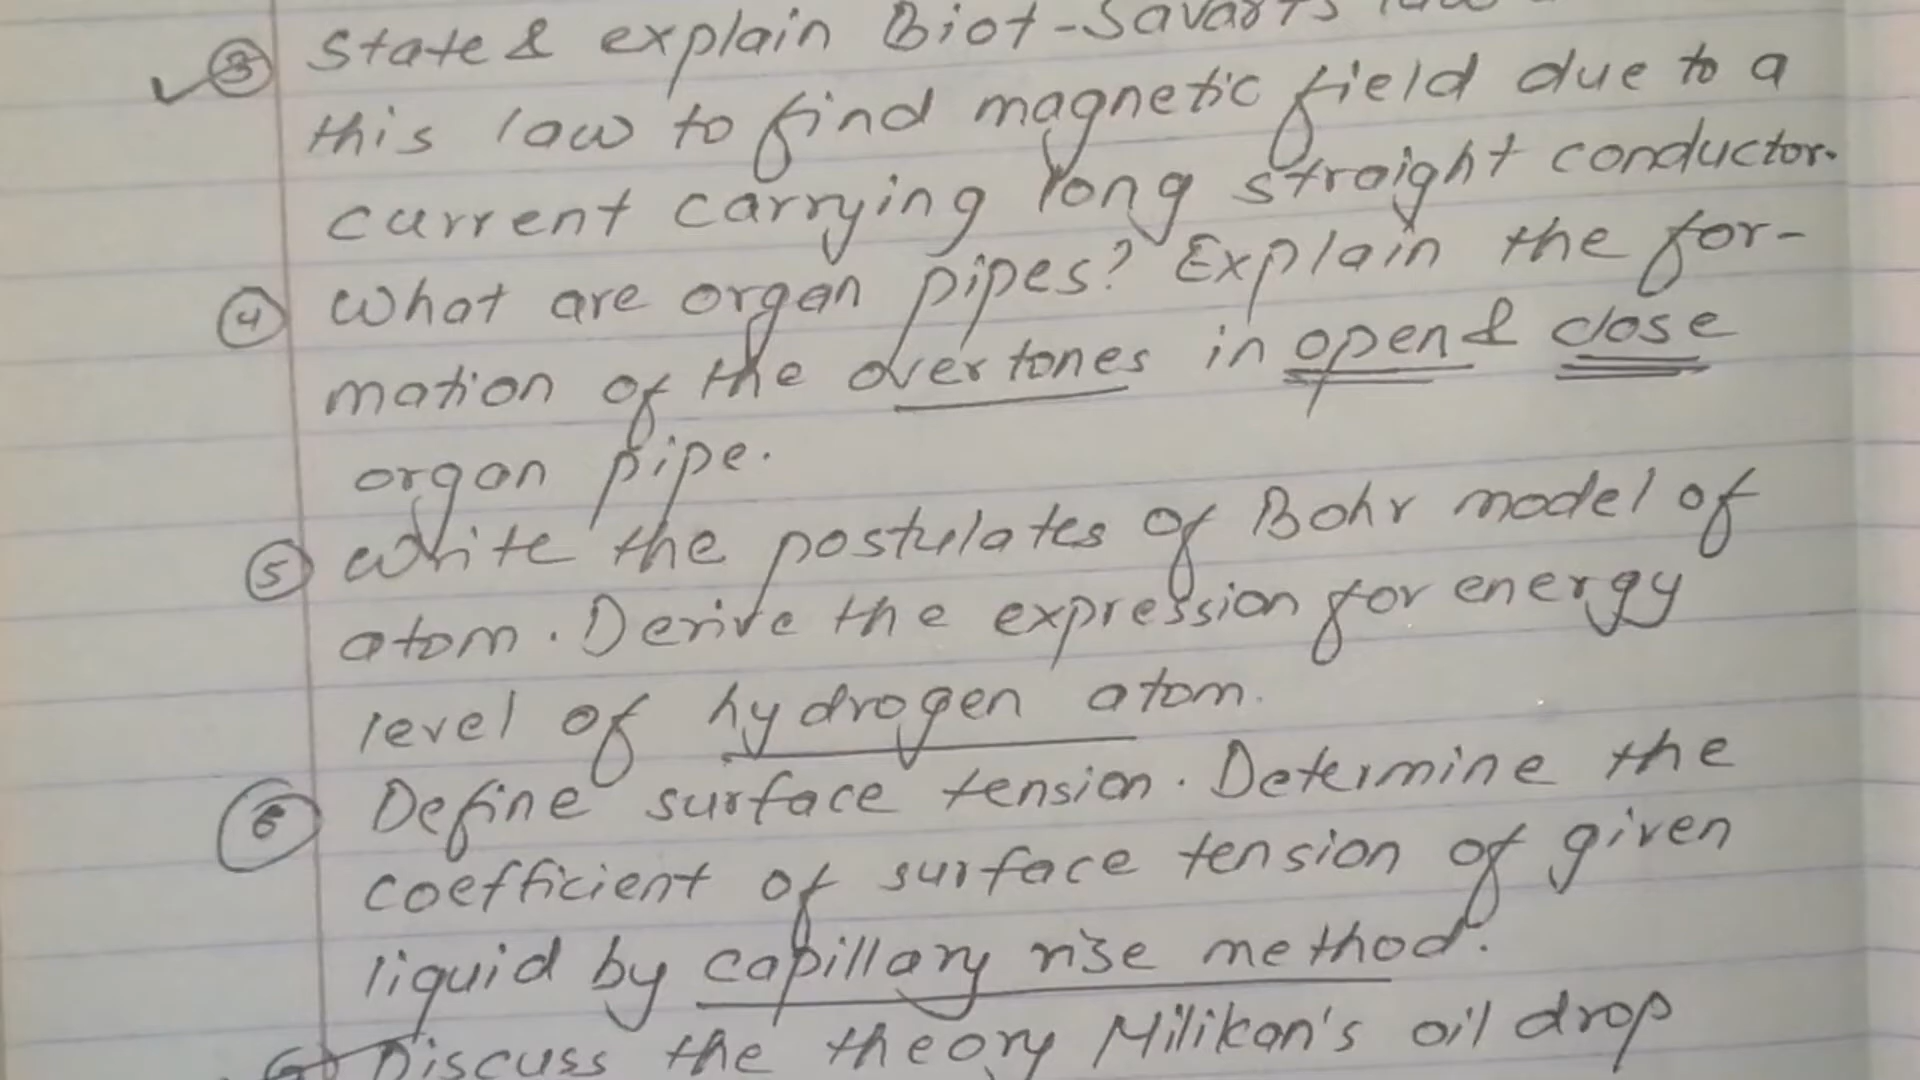 ③ State & explain Biot-Savart's law
this law to find magnetic field due to a
current carrying long straight conductor.
④ What are organ pipes? Explain the for-
mation of the overtones in open & close
organ pipe.
⑤ Write the postulates of Bohr model of
atom. Derive the expression for energy
level of hydrogen atom.
⑥ Define surface tension. Determine the
coefficient of surface tension of given
liquid by capillary rise method.
Discuss the theory Milikan's oil drop